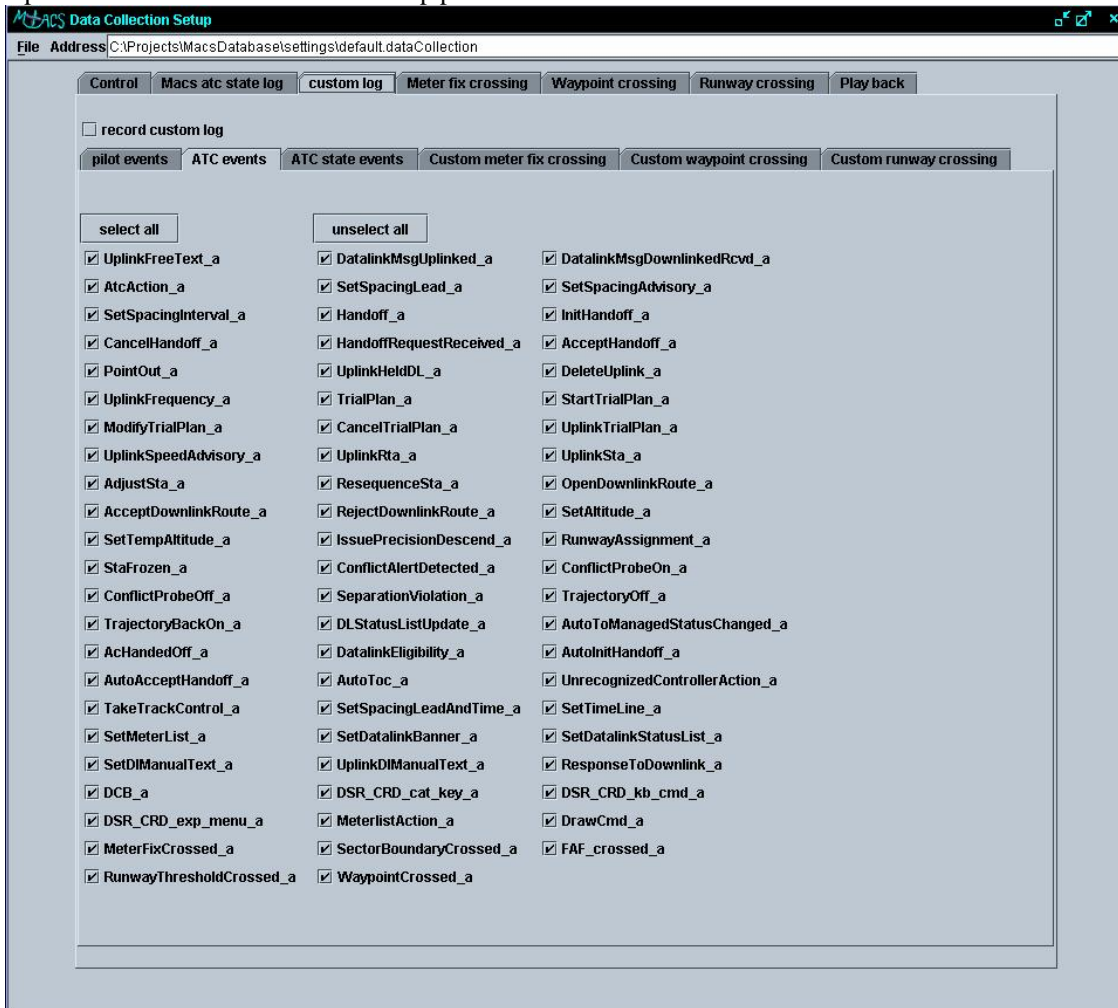 MACS Data Collection Setup
File Address C:\Projects\MacsDatabase\settings\default.dataCollection
Control Macs atc state log custom log Meter fix crossing Waypoint crossing Runway crossing Play back
record custom log
pilot events ATC events ATC state events Custom meter fix crossing Custom waypoint crossing Custom runway crossing
select all unselect all
UplinkFreeText_a DatalinkMsgUplinked_a DatalinkMsgDownlinkedRcvd_a
AtcAction_a SetSpacingLead_a SetSpacingAdvisory_a
SetSpacingInterval_a Handoff_a InitHandoff_a
CancelHandoff_a HandoffRequestReceived_a AcceptHandoff_a
PointOut_a UplinkHeldDL_a DeleteUplink_a
UplinkFrequency_a TrialPlan_a StartTrialPlan_a
ModifyTrialPlan_a CancelTrialPlan_a UplinkTrialPlan_a
UplinkSpeedAdvisory_a UplinkRta_a UplinkSta_a
AdjustSta_a ResequenceSta_a OpenDownlinkRoute_a
AcceptDownlinkRoute_a RejectDownlinkRoute_a SetAltitude_a
SetTempAltitude_a IssuePrecisionDescend_a RunwayAssignment_a
StaFrozen_a ConflictAlertDetected_a ConflictProbeOn_a
ConflictProbeOff_a SeparationViolation_a TrajectoryOff_a
TrajectoryBackOn_a DLStatusListUpdate_a AutoToManagedStatusChanged_a
AcHandedOff_a DatalinkEligibility_a AutoInitHandoff_a
AutoAcceptHandoff_a AutoToc_a UnrecognizedControllerAction_a
TakeTrackControl_a SetSpacingLeadAndTime_a SetTimeLine_a
SetMeterList_a SetDatalinkBanner_a SetDatalinkStatusList_a
SetDlManualText_a UplinkDlManualText_a ResponseToDownlink_a
DCB_a DSR_CRD_cat_key_a DSR_CRD_kb_cmd_a
DSR_CRD_exp_menu_a MeterlistAction_a DrawCmd_a
MeterFixCrossed_a SectorBoundaryCrossed_a FAF_crossed_a
RunwayThresholdCrossed_a WaypointCrossed_a